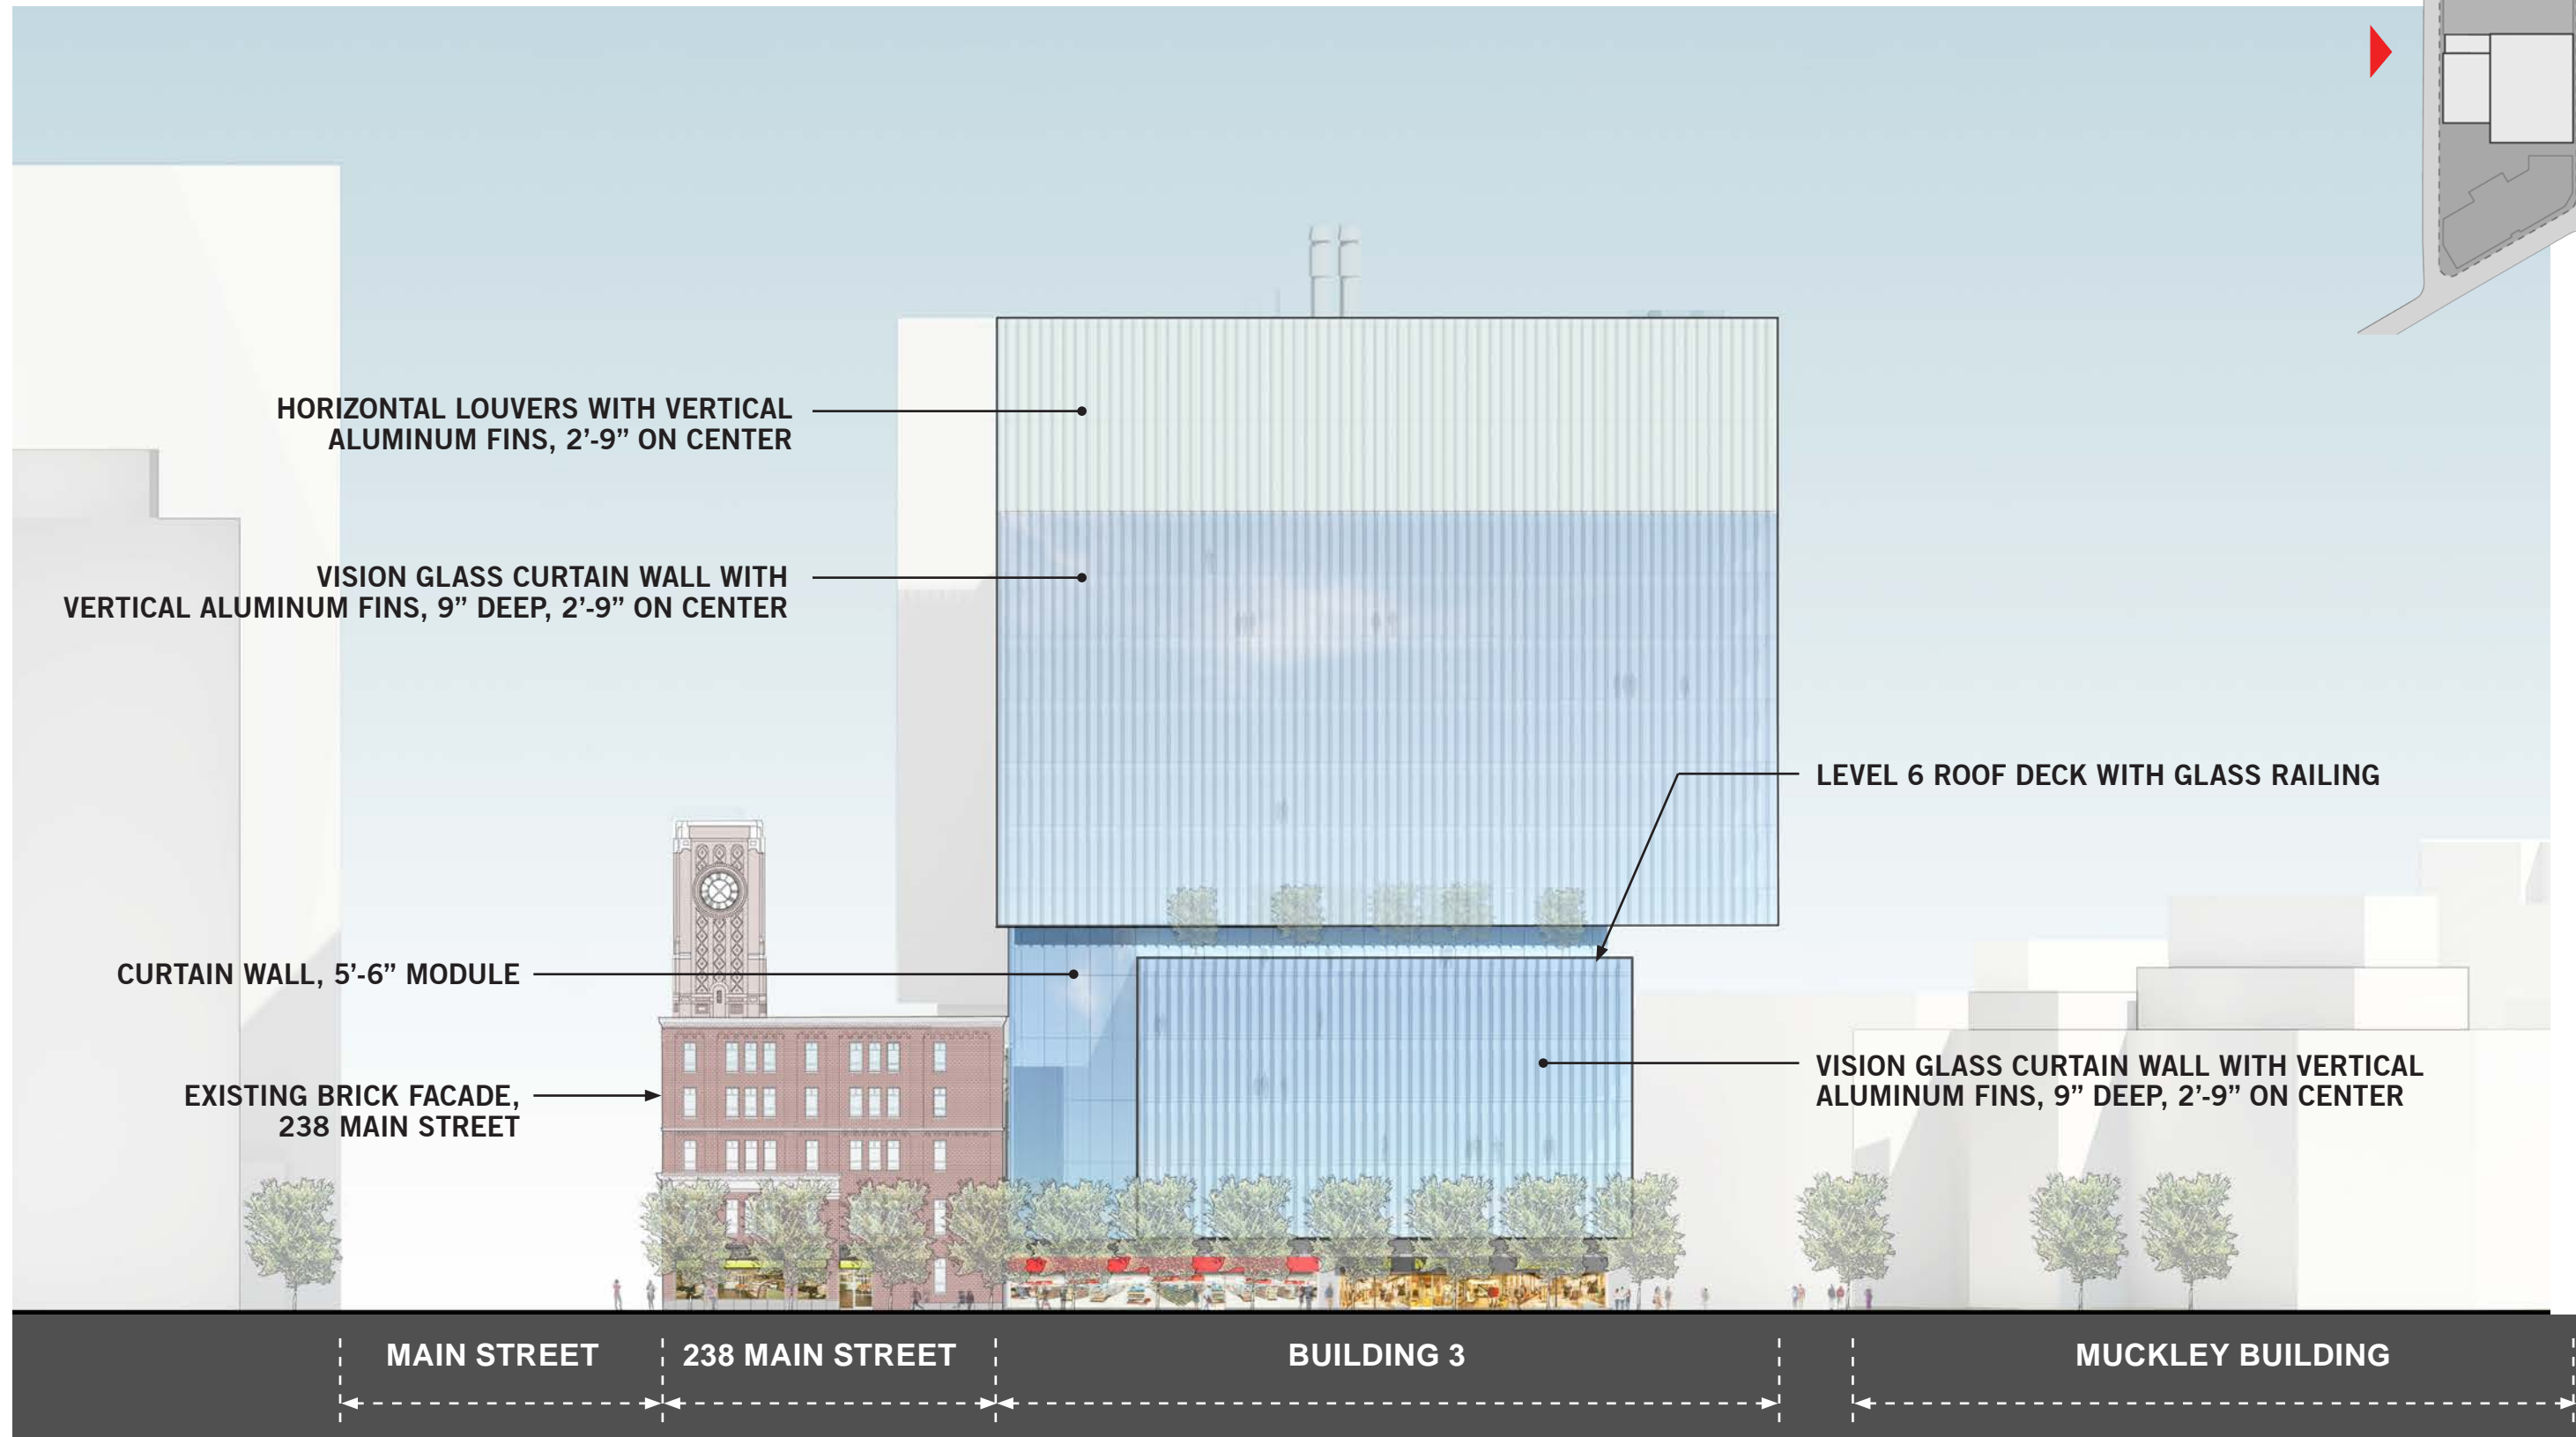 HORIZONTAL LOUVERS WITH VERTICAL
ALUMINUM FINS, 2’-9” ON CENTER
VISION GLASS CURTAIN WALL WITH
VERTICAL ALUMINUM FINS, 9” DEEP, 2’-9” ON CENTER
LEVEL 6 ROOF DECK WITH GLASS RAILING
CURTAIN WALL, 5’-6” MODULE
VISION GLASS CURTAIN WALL WITH VERTICAL
ALUMINUM FINS, 9” DEEP, 2’-9” ON CENTER
EXISTING BRICK FACADE,
238 MAIN STREET
MAIN STREET
238 MAIN STREET
BUILDING 3
MUCKLEY BUILDING